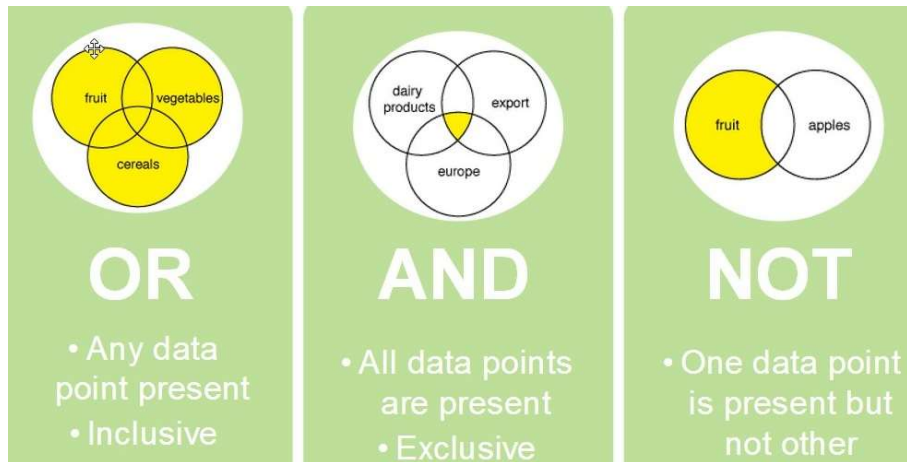 fruit
vegetables
cereals
OR
• Any data
point present
• Inclusive
dairy
products
export
europe
AND
• All data points
are present
• Exclusive
fruit
apples
NOT
• One data point
is present but
not other